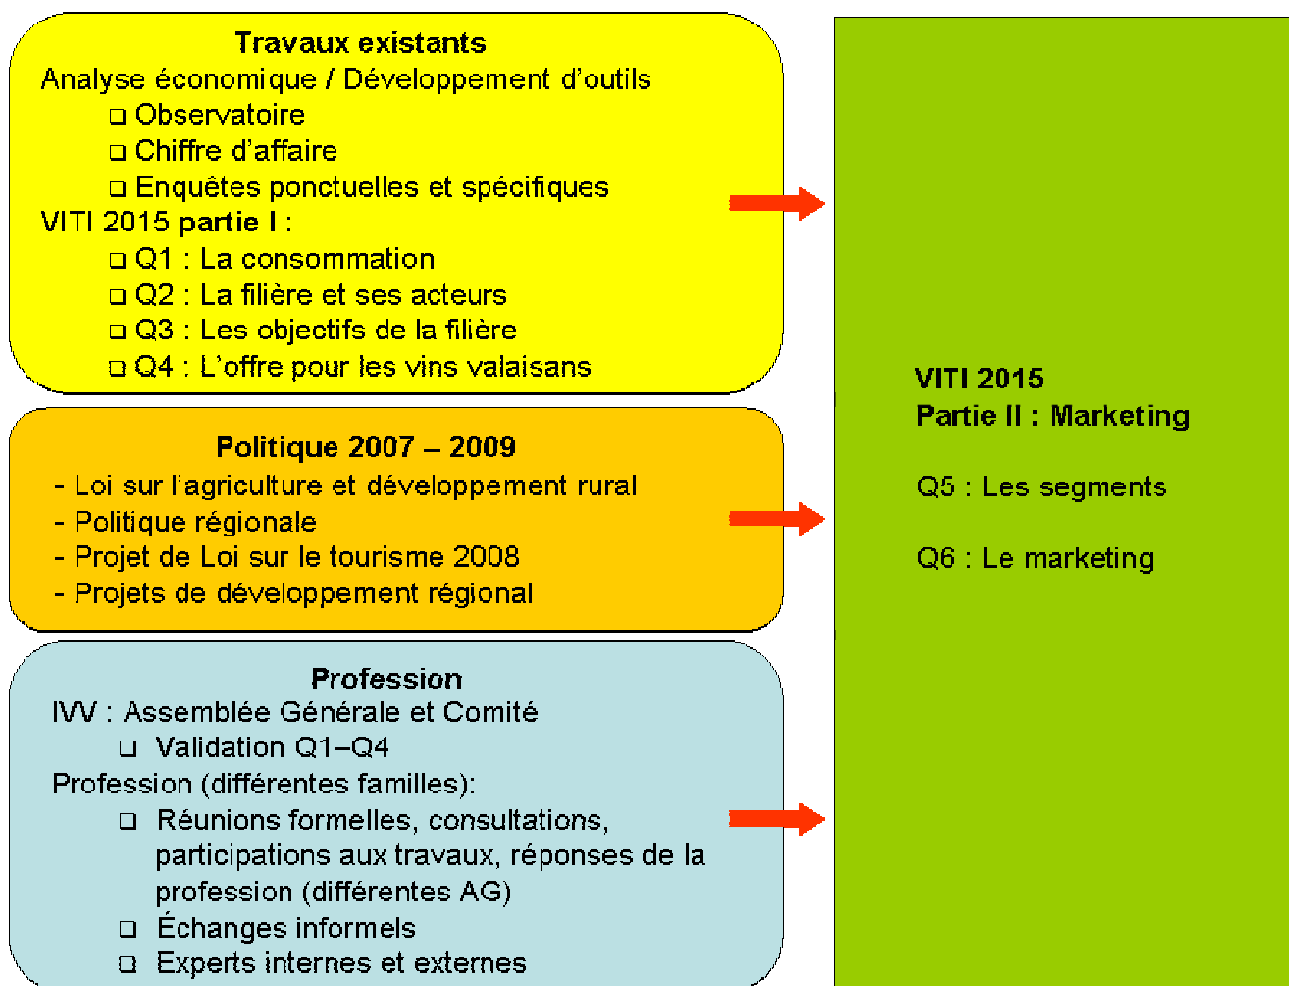 Travaux existants
Analyse économique / Développement d'outils
❑ Observatoire
❑ Chiffre d'affaire
❑ Enquêtes ponctuelles et spécifiques
VITI 2015 partie I :
❑ Q1 : La consommation
❑ Q2 : La filière et ses acteurs
❑ Q3 : Les objectifs de la filière
❑ Q4 : L'offre pour les vins valaisans
Politique 2007 – 2009
- Loi sur l'agriculture et développement rural
- Politique régionale
- Projet de Loi sur le tourisme 2008
- Projets de développement régional
Profession
IVV : Assemblée Générale et Comité
❑ Validation Q1–Q4
Profession (différentes familles):
❑ Réunions formelles, consultations,
participations aux travaux, réponses de la
profession (différentes AG)
❑ Échanges informels
❑ Experts internes et externes
VITI 2015
Partie II : Marketing
Q5 : Les segments
Q6 : Le marketing